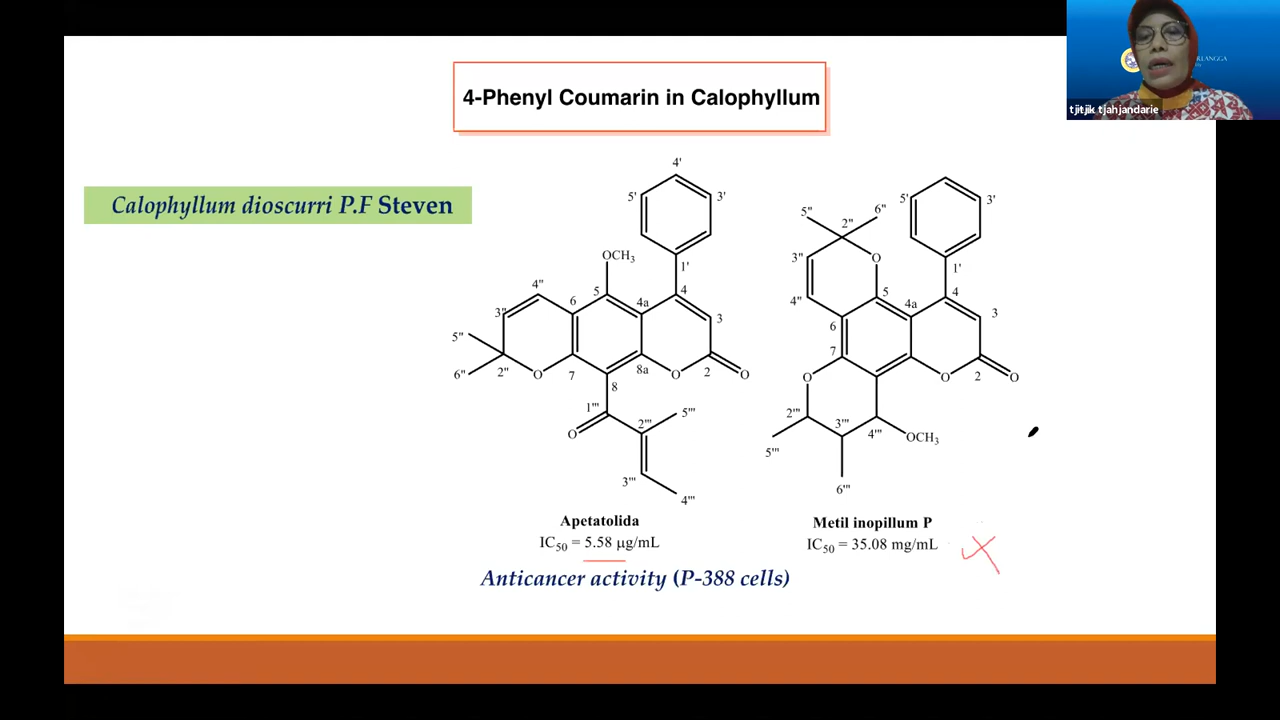 tjitjik tjahjandarie
RLANGGA
4-Phenyl Coumarin in Calophyllum
Calophyllum dioscurri P.F Steven
4'
5'
3'
OCH3
1'
4"
5
4
6
4a
3"
3
5"
8a
2"
O
7
O
2
O
6"
8
1'''
5'''
2'''
O
3'''
4'''
Apetatolida
IC50 = 5.58 µg/mL
5'
3'
5"
6"
2"
3"
O
1'
4"
5
4
4a
3
6
7
O
O
2
O
2'''
3'''
4'''
OCH3
5'''
6'''
Metil inopillum P
IC50 = 35.08 mg/mL
Anticancer activity (P-388 cells)